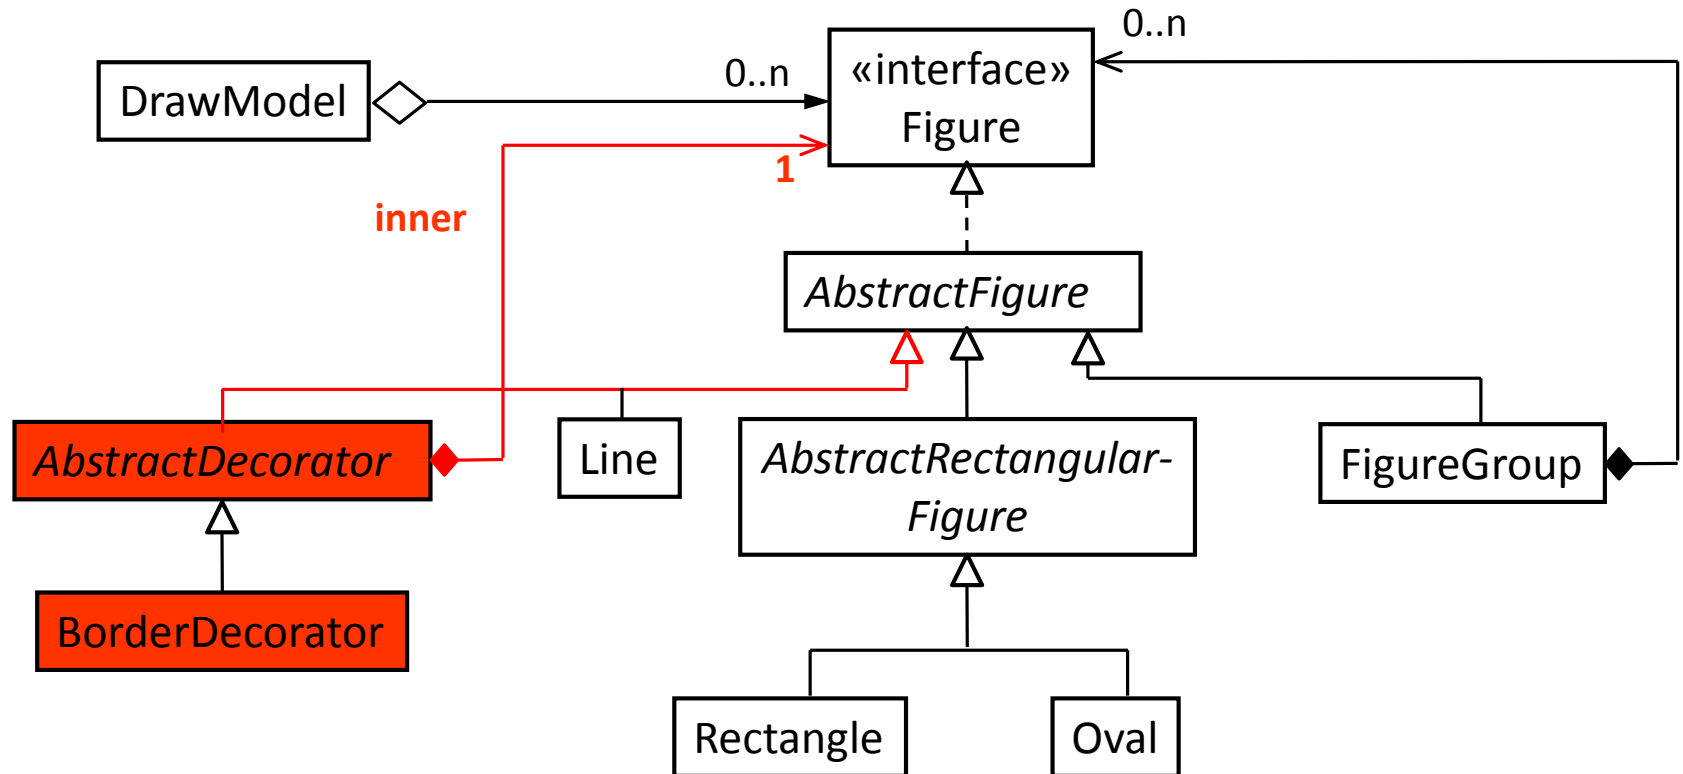 0..n
DrawModel
0..n
«interface»
Figure
1
inner
AbstractFigure
AbstractDecorator
Line
AbstractRectangular-
Figure
FigureGroup
BorderDecorator
Rectangle
Oval